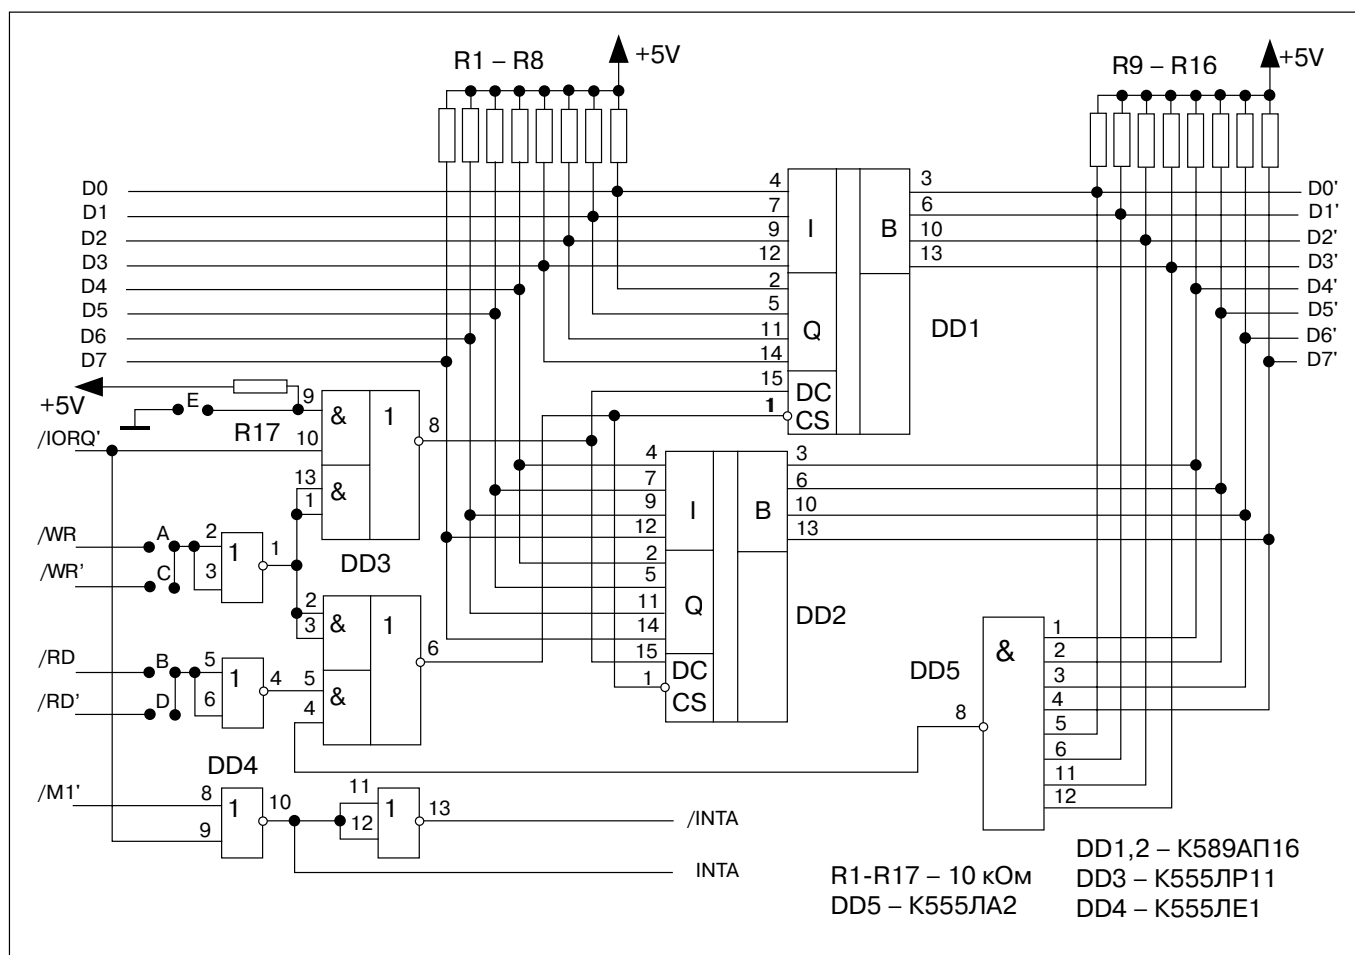 R1 – R8
+5V
R9 – R16
+5V
D0
D1
D2
D3
D4
D5
D6
D7
4
7
9
12
2
5
11
14
15
1
I
Q
DC
CS
B
3
6
10
13
DD1
D0'
D1'
D2'
D3'
D4'
D5'
D6'
D7'
+5V
E
R17
/IORQ'
9
10
13
1
&
&
1
8
DD3
/WR
/WR'
A
C
2
3
1
1
2
3
5
4
&
&
1
6
/RD
/RD'
B
D
5
6
1
4
4
7
9
12
2
5
11
14
15
1
I
Q
DC
CS
B
3
6
10
13
DD2
DD5
&
8
1
2
3
4
5
6
11
12
DD4
/M1'
8
9
1
10
11
12
1
13
/INTA
INTA
R1-R17 – 10 кОм
DD5 – К555ЛА2
DD1,2 – К589АП16
DD3 – К555ЛР11
DD4 – К555ЛЕ1